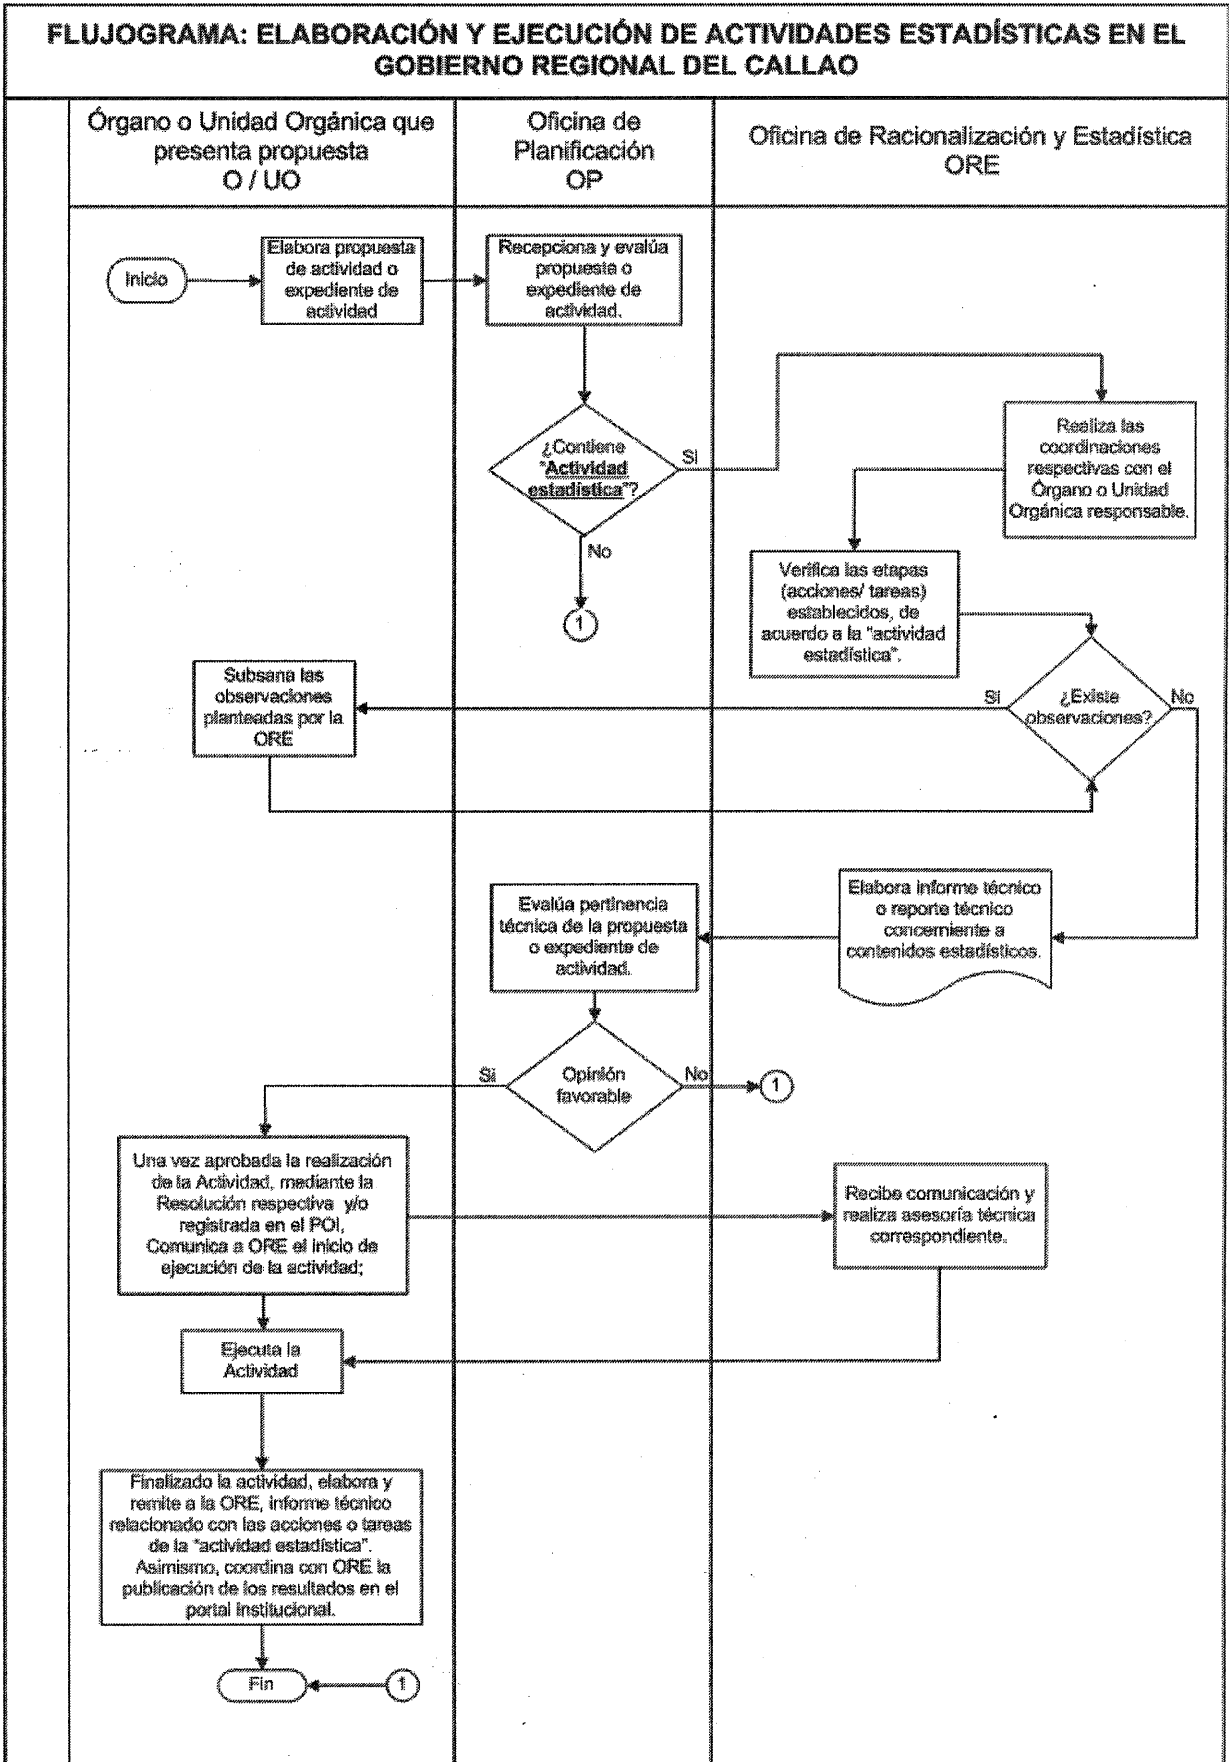 FLUJOGRAMA: ELABORACIÓN Y EJECUCIÓN DE ACTIVIDADES ESTADÍSTICAS EN EL
GOBIERNO REGIONAL DEL CALLAO
Órgano o Unidad Orgánica que
presenta propuesta
O / UO
Oficina de
Planificación
OP
Oficina de Racionalización y Estadística
ORE
Inicio
Elabora propuesta
de actividad o
expediente de
actividad
Recepciona y evalúa
propuesta o
expediente de
actividad.
¿Contiene
"Actividad
estadística"?
Si
No
1
Realiza las
coordinaciones
respectivas con el
Órgano o Unidad
Orgánica responsable.
Verifica las etapas
(acciones/ tareas)
establecidos, de
acuerdo a la "actividad
estadística".
¿Existe
observaciones?
Si
No
Subsana las
observaciones
planteadas por la
ORE
Elabora informe técnico
o reporte técnico
concerniente a
contenidos estadísticos.
Evalúa pertinencia
técnica de la propuesta
o expediente de
actividad.
Opinión
favorable
Si
No
1
Una vez aprobada la realización
de la Actividad, mediante la
Resolución respectiva y/o
registrada en el POI,
Comunica a ORE el inicio de
ejecución de la actividad;
Recibe comunicación y
realiza asesoría técnica
correspondiente.
Ejecuta la
Actividad
Finalizado la actividad, elabora y
remite a la ORE, informe técnico
relacionado con las acciones o tareas
de la "actividad estadística".
Asimismo, coordina con ORE la
publicación de los resultados en el
portal Institucional.
Fin
1